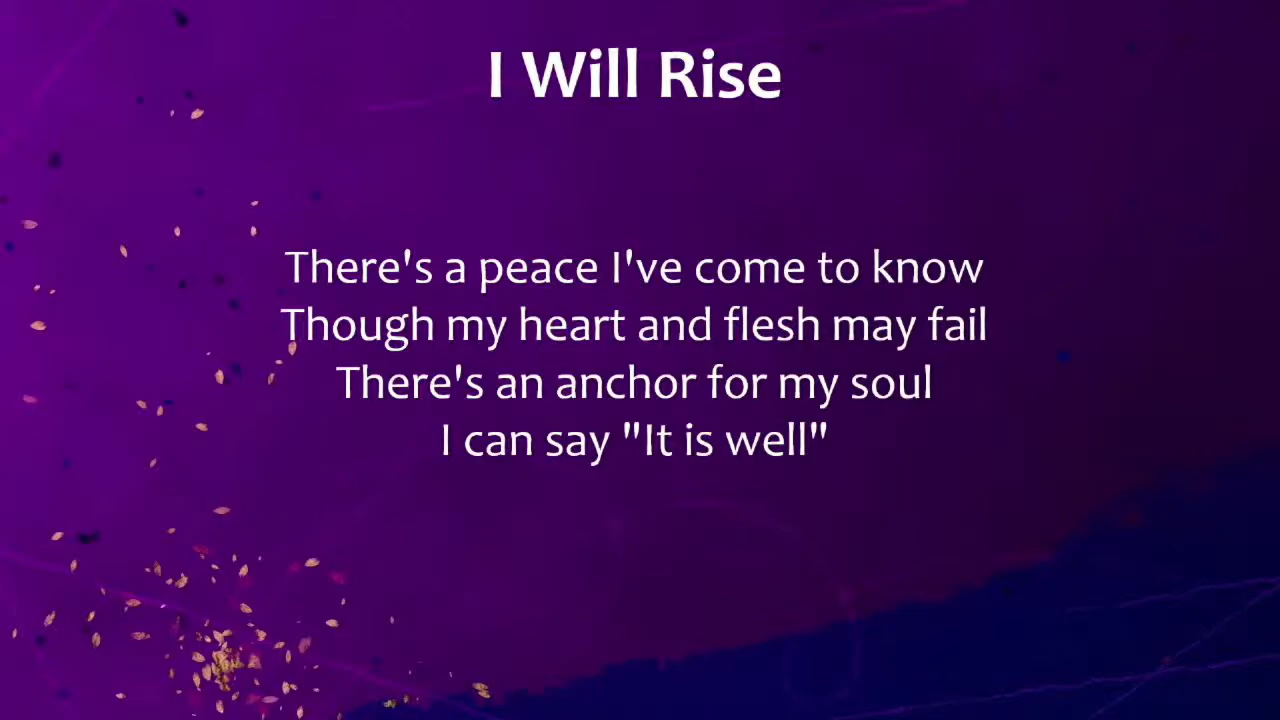 I Will Rise
There's a peace I've come to know
Though my heart and flesh may fail
There's an anchor for my soul
I can say "It is well"